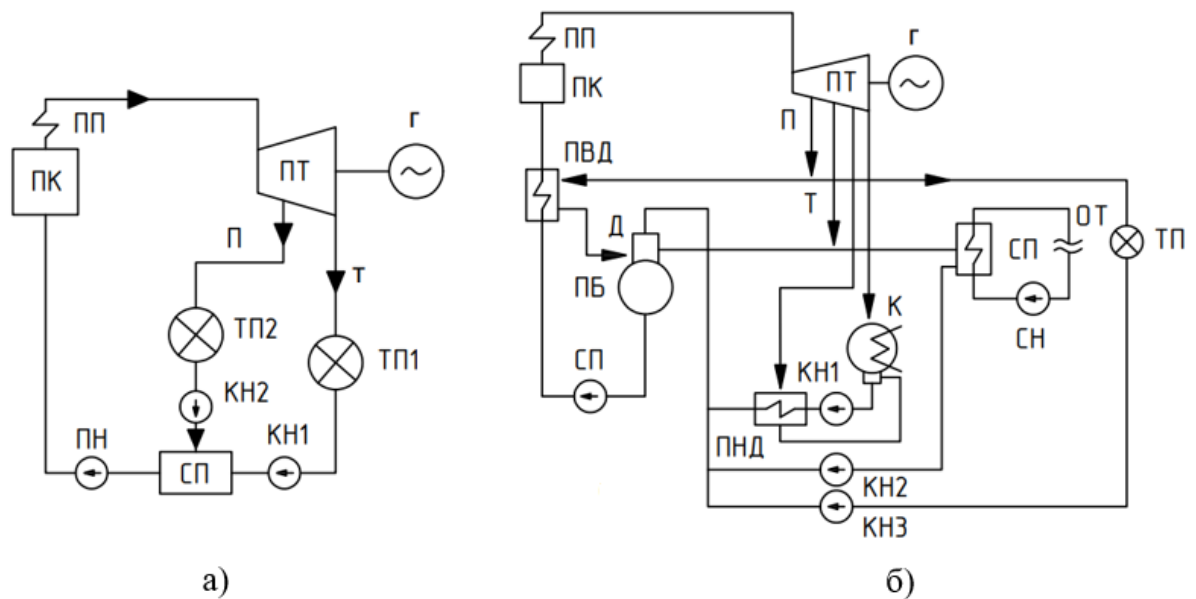 ПП
ПК
ПТ
г
П
т
ТП2
ТП1
КН2
ПН
СП
КН1
а)
ПП
ПК
ПТ
г
П
ПВД
Т
Д
ОТ
ТП
СП
ПБ
К
СН
СП
КН1
ПНД
КН2
КН3
б)